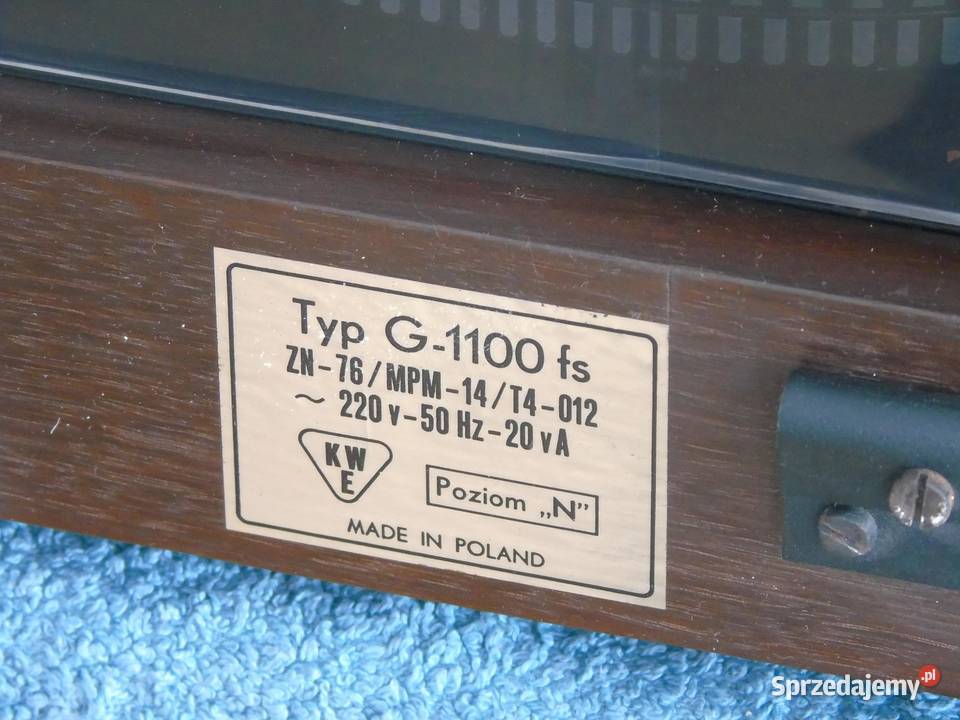 Typ G-1100 fs
ZN-76/MPM-14/T4-012
~ 220 v-50 Hz-20 vA
KW
E
Poziom „N”
MADE IN POLAND
Sprzedajemy.pl